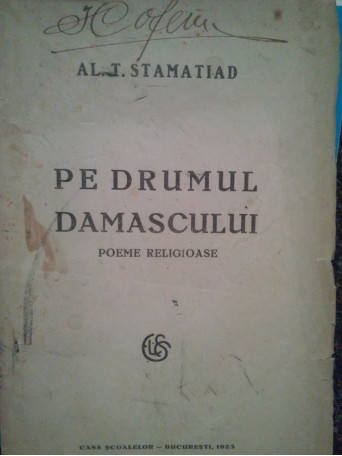 AL. T. STAMATIAD
PE DRUMUL
DAMASCULUI
POEME RELIGIOASE
CASA ȘCOALELOR – BUCUREȘTI, 1923